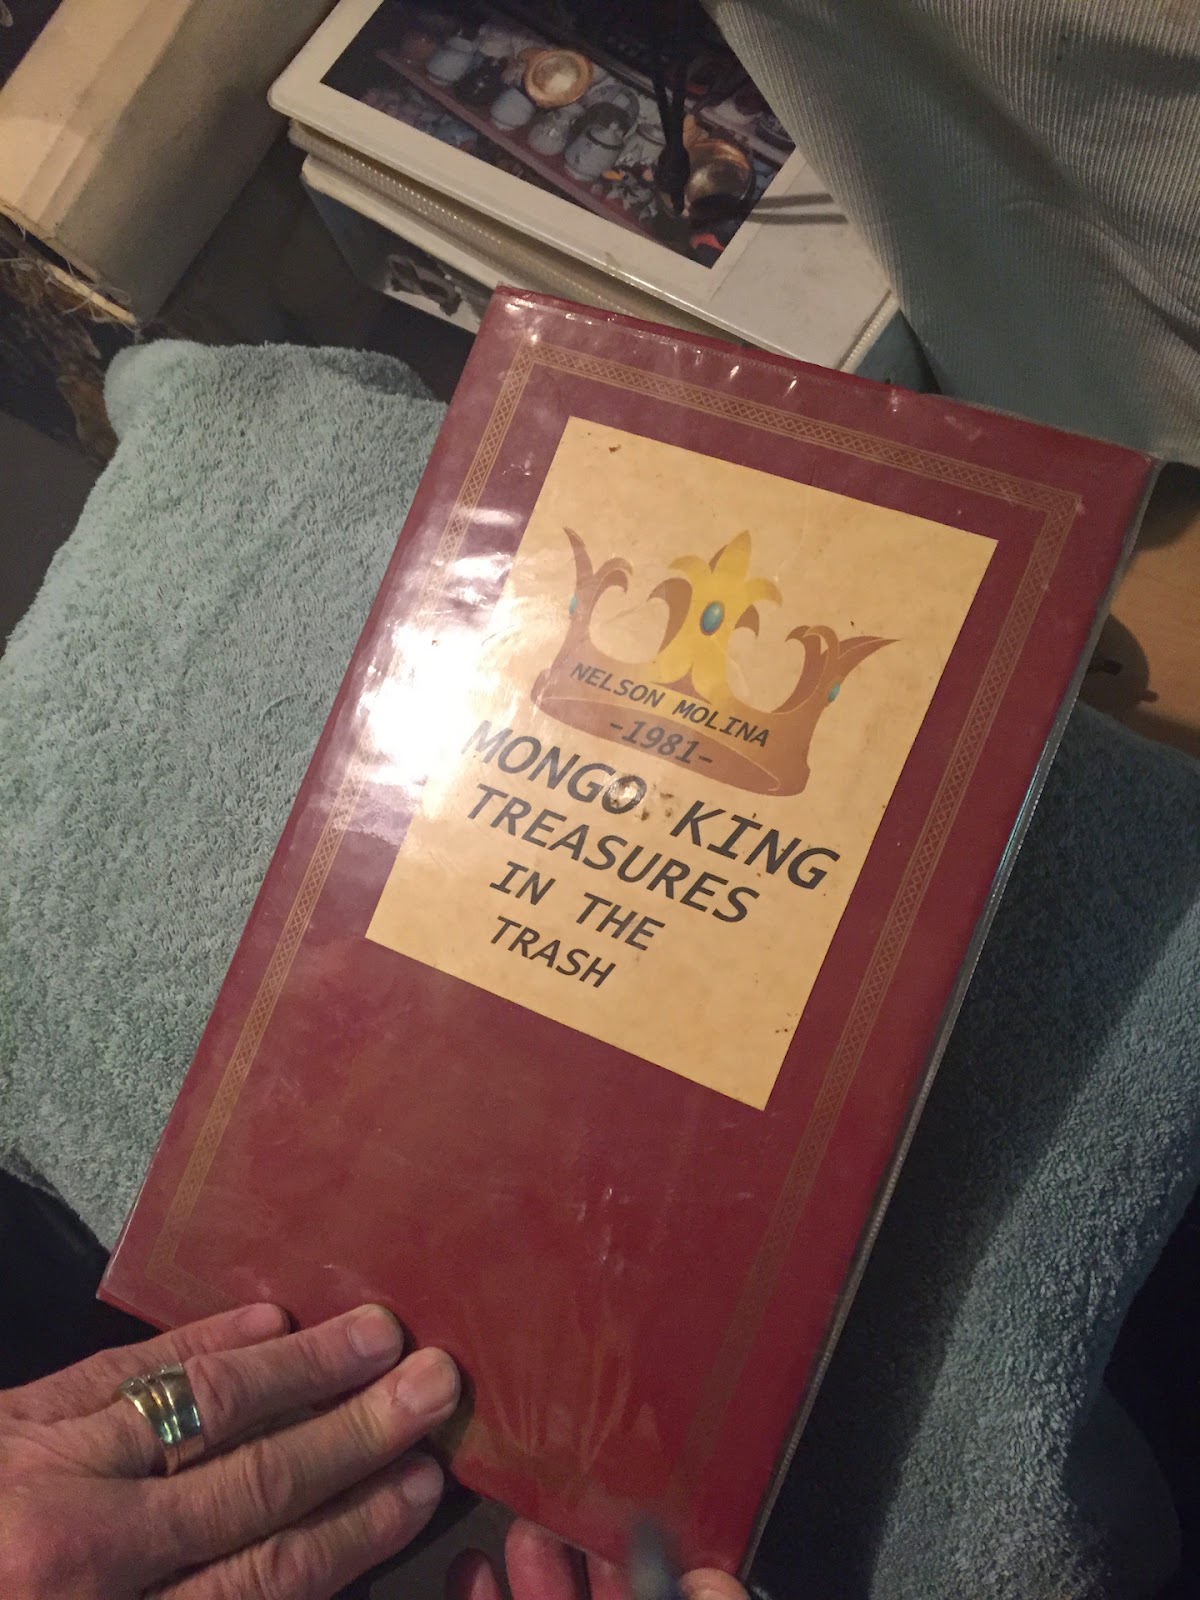 NELSON MOLINA
-1981-
MONGO KING
TREASURES
IN THE
TRASH